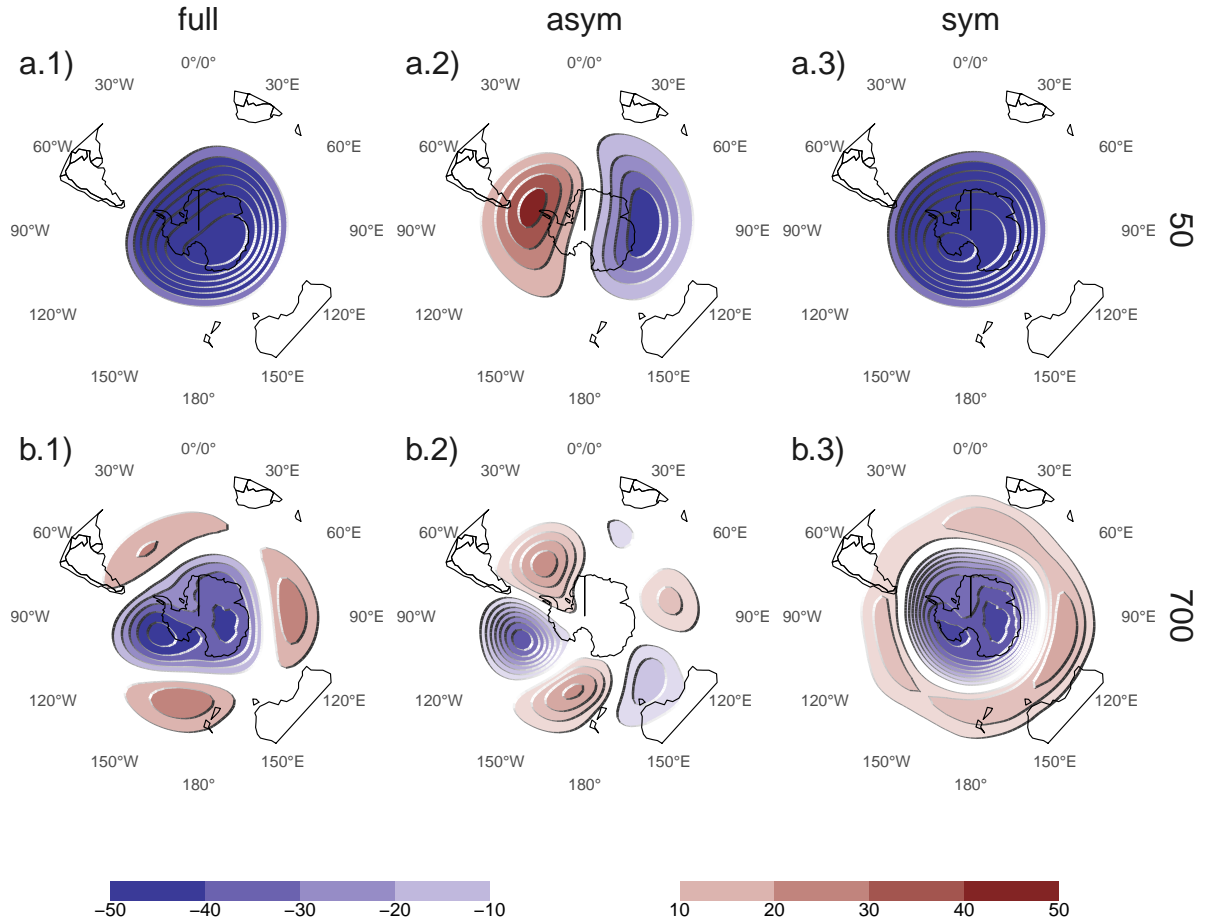 full asym sym
a.1) a.2) a.3)
0°/0° 0°/0° 0°/0°
30°W 30°E 30°W 30°E 30°W 30°E
60°W 60°E 60°W 60°E 60°W 60°E
90°W 90°E 90°W 90°E 90°W 90°E 50
120°W 120°E 120°W 120°E 120°W 120°E
150°W 150°E 150°W 150°E 150°W 150°E
180° 180° 180°
b.1) b.2) b.3)
0°/0° 0°/0° 0°/0°
30°W 30°E 30°W 30°E 30°W 30°E
60°W 60°E 60°W 60°E 60°W 60°E
90°W 90°E 90°W 90°E 90°W 90°E 700
120°W 120°E 120°W 120°E 120°W 120°E
150°W 150°E 150°W 150°E 150°W 150°E
180° 180° 180°
−50 −40 −30 −20 −10 10 20 30 40 50